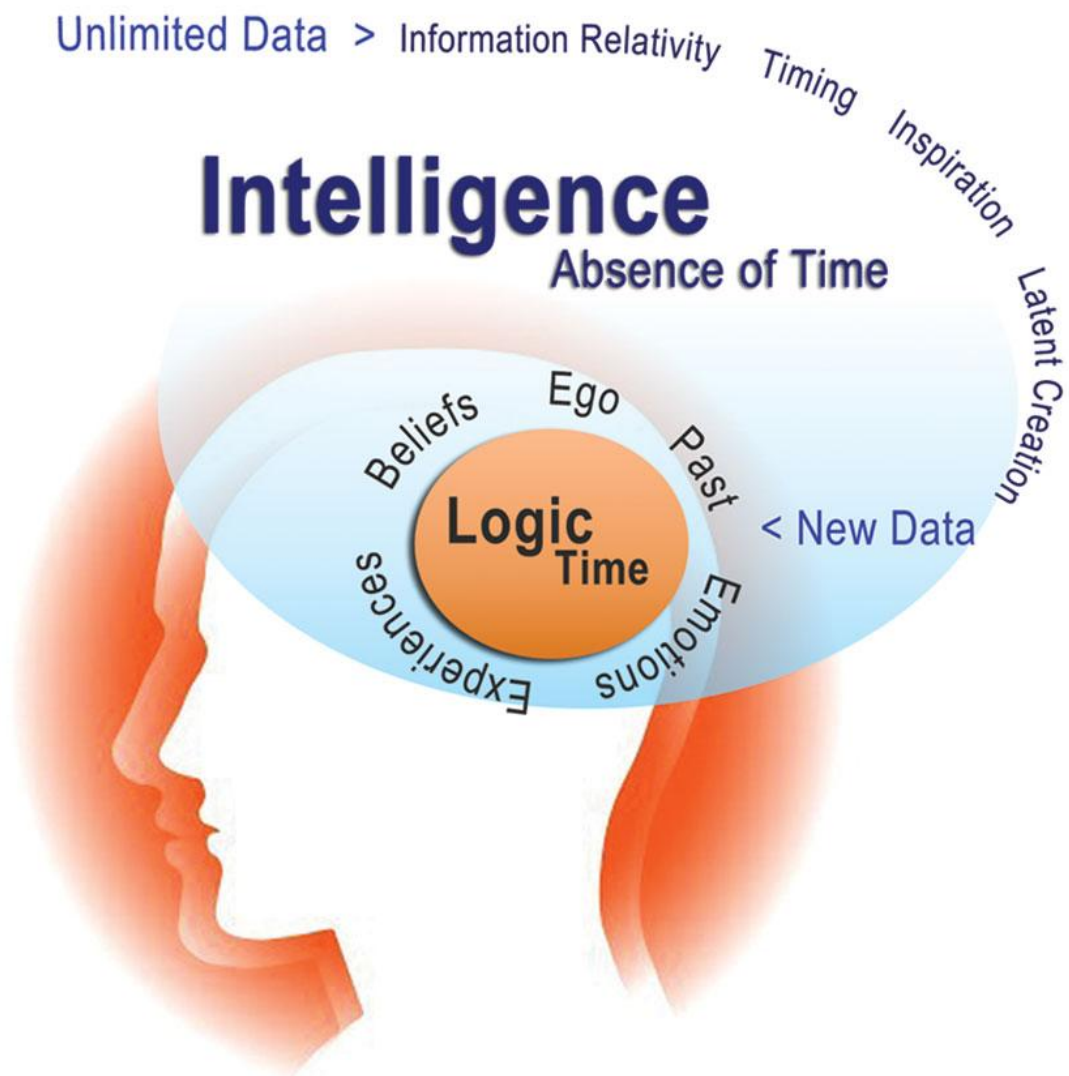 Unlimited Data > Information Relativity Timing Inspiration Latent Creation
Intelligence
Absence of Time
Beliefs Ego Past Emotions Experiences
Logic
Time
< New Data